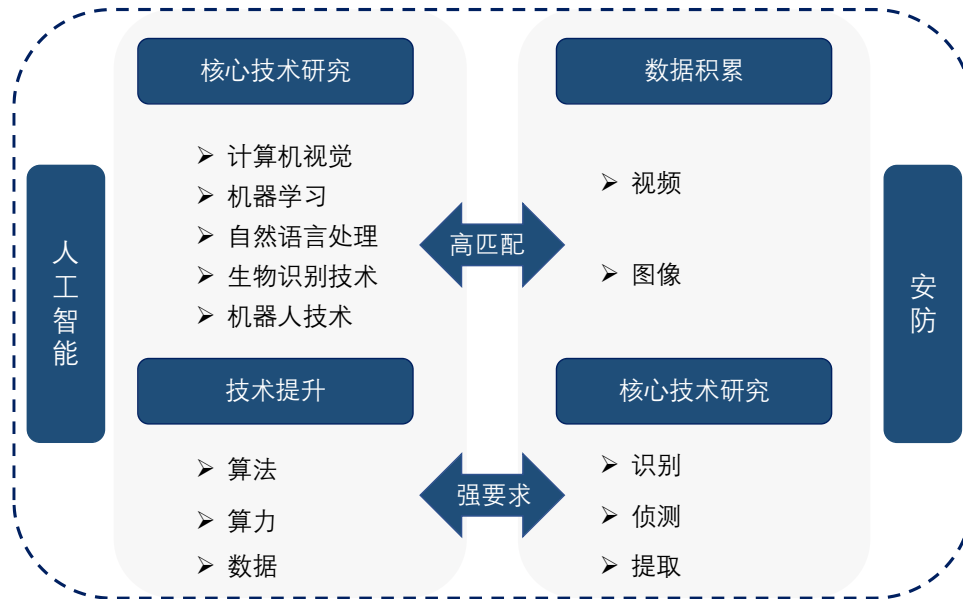 人工智能
核心技术研究
计算机视觉
机器学习
自然语言处理
生物识别技术
机器人技术
技术提升
算法
算力
数据
高匹配
强要求
数据积累
视频
图像
核心技术研究
识别
侦测
提取
安防